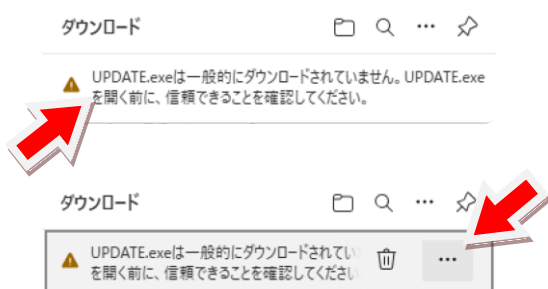 ダウンロード
UPDATE.exeは一般的にダウンロードされていません。UPDATE.exe
を開く前に、信頼できることを確認してください。
ダウンロード
UPDATE.exeは一般的にダウンロードされてい
を開く前に、信頼できることを確認してください